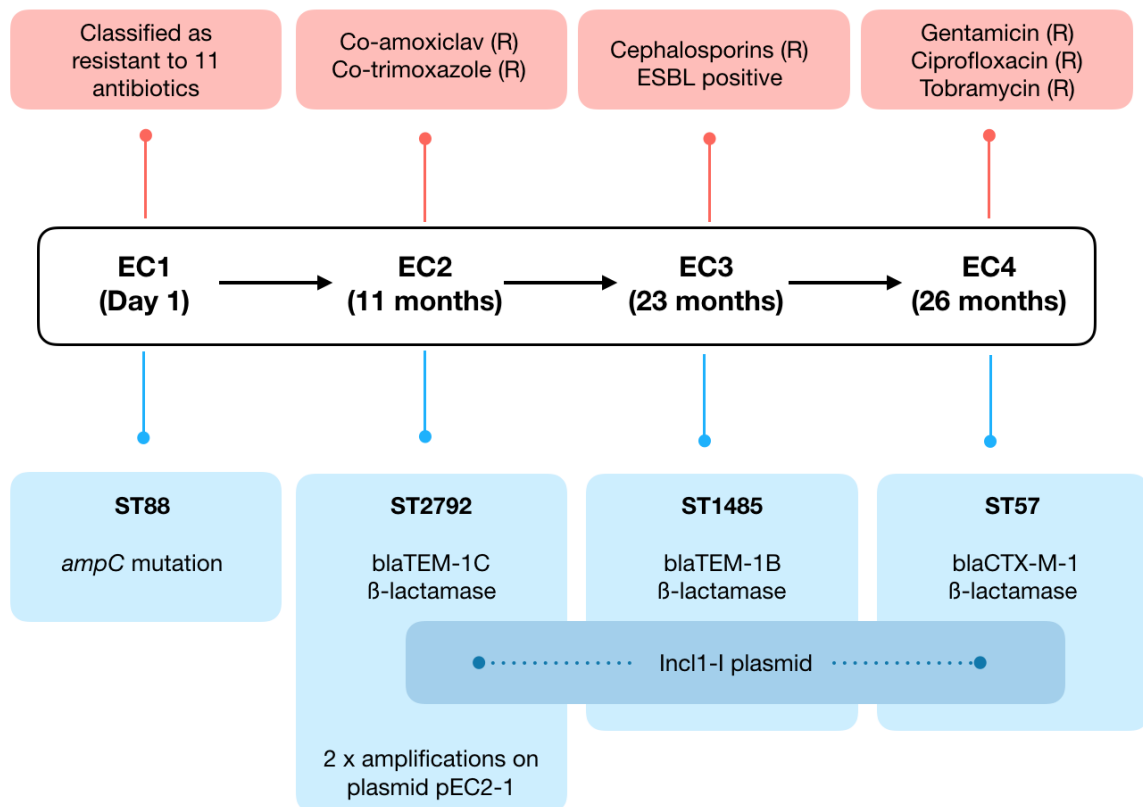 Classified as
resistant to 11
antibiotics
Co-amoxiclav (R)
Co-trimoxazole (R)
Cephalosporins (R)
ESBL positive
Gentamicin (R)
Ciprofloxacin (R)
Tobramycin (R)
EC1
(Day 1)
EC2
(11 months)
EC3
(23 months)
EC4
(26 months)
ST88
ampC mutation
ST2792
blaTEM-1C
ß-lactamase
ST1485
blaTEM-1B
ß-lactamase
ST57
blaCTX-M-1
ß-lactamase
Incl1-I plasmid
2 x amplifications on
plasmid pEC2-1